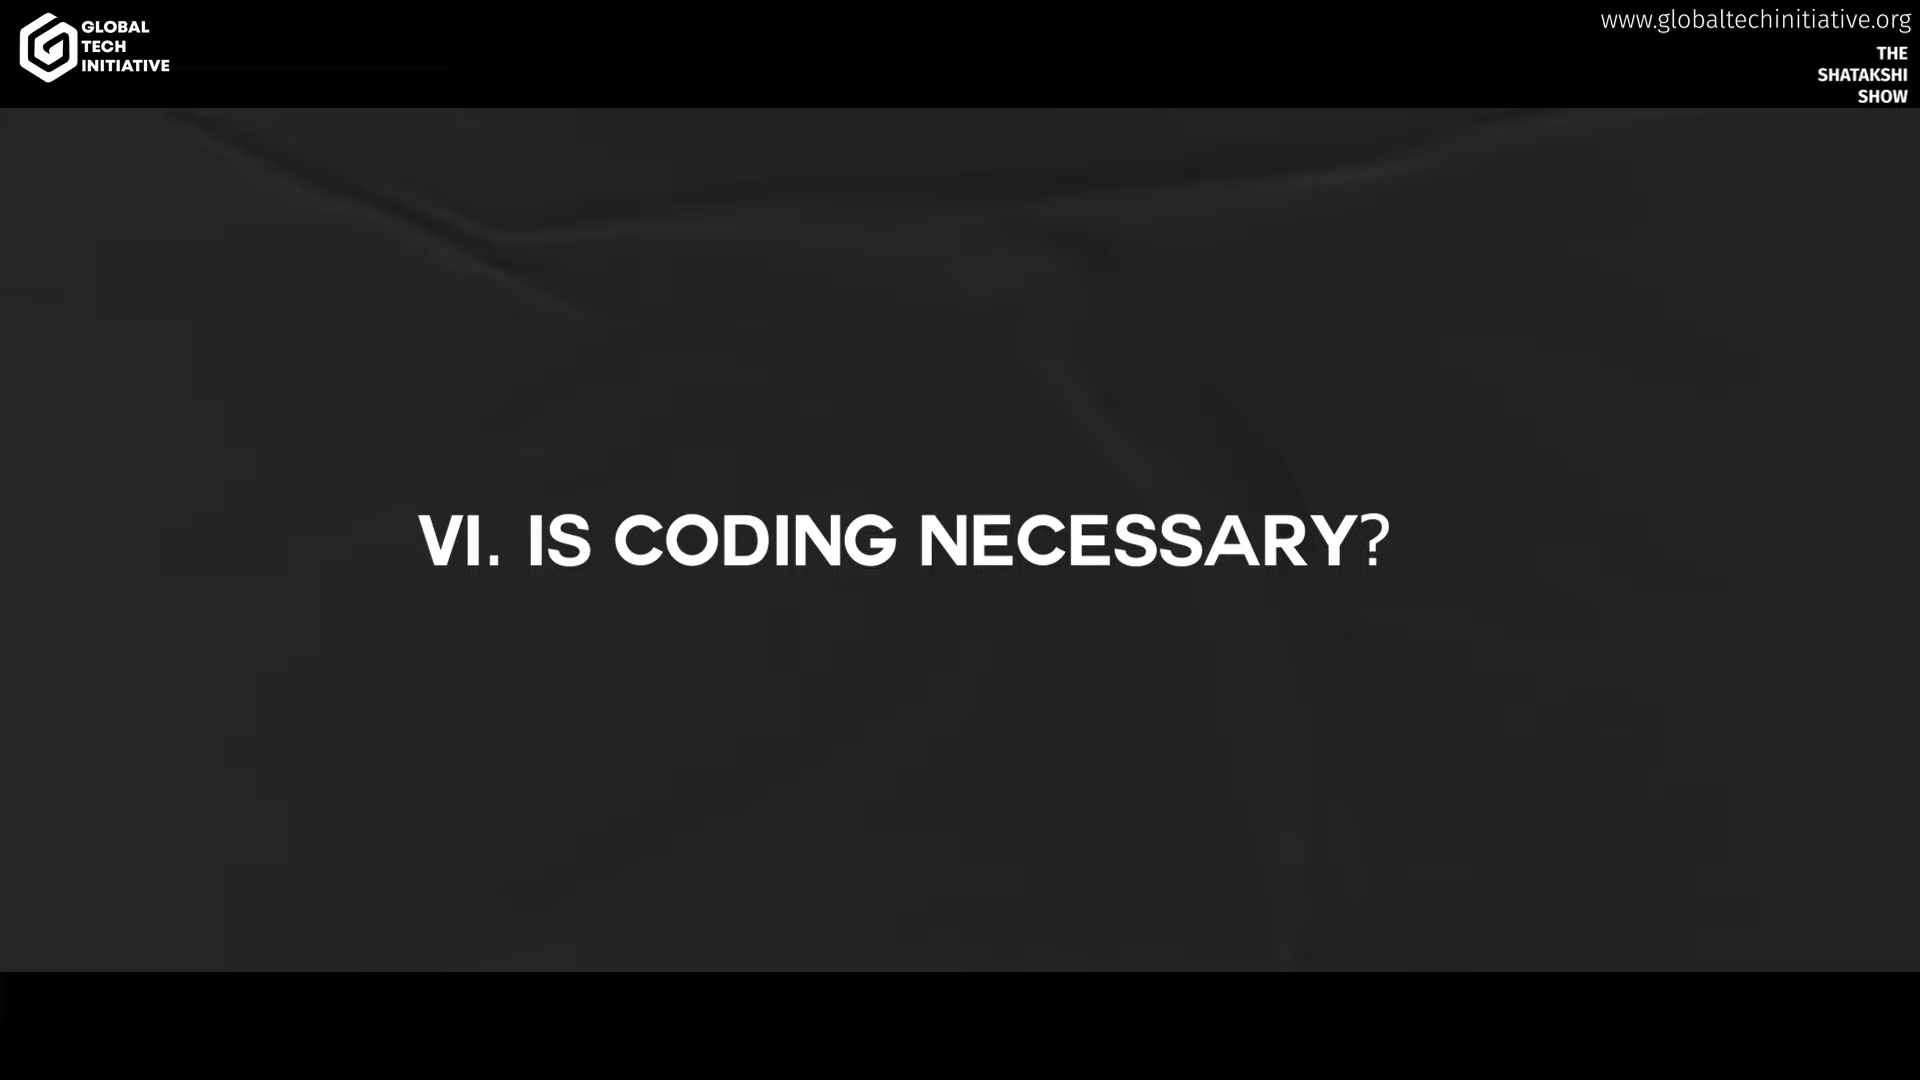 GLOBAL
TECH
INITIATIVE
www.globaltechinitiative.org
THE
SHATAKSHI
SHOW
VI. IS CODING NECESSARY?